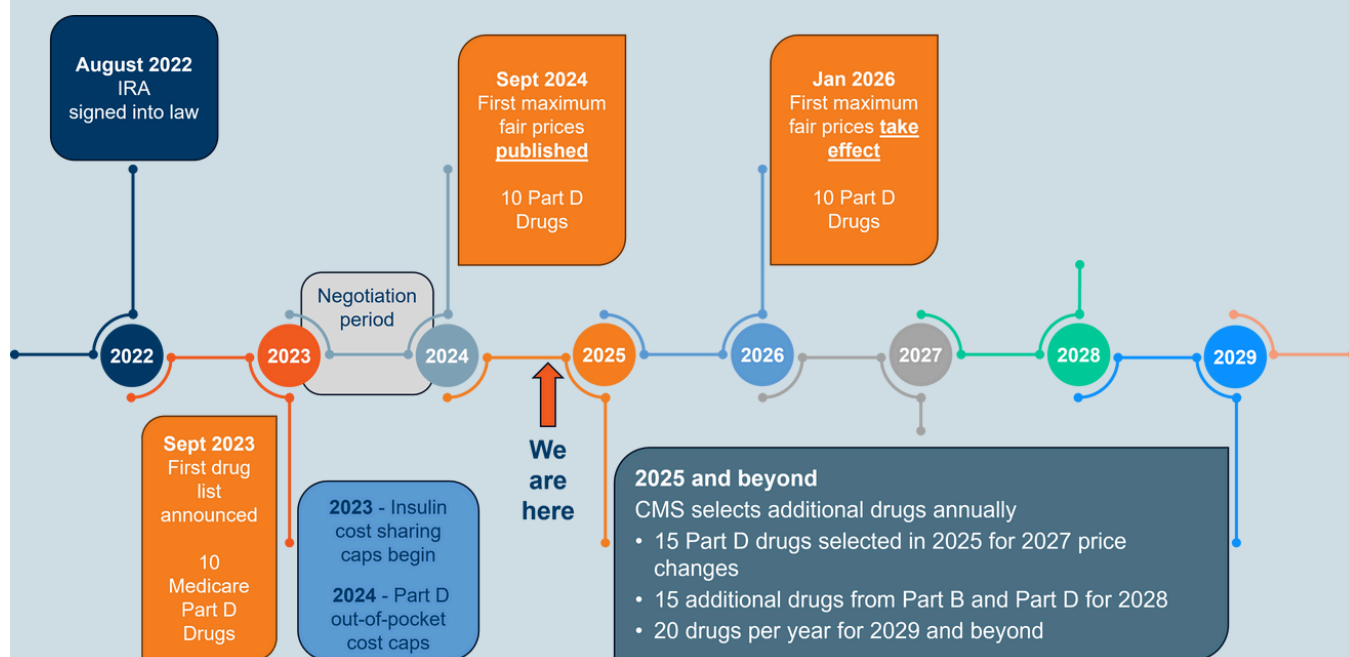 August 2022
IRA
signed into law
Sept 2024
First maximum
fair prices
published
10 Part D
Drugs
Jan 2026
First maximum
fair prices take
effect
10 Part D
Drugs
Negotiation
period
2022
2023
2024
2025
2026
2027
2028
2029
Sept 2023
First drug
list
announced
10
Medicare
Part D
Drugs
2023 - Insulin
cost sharing
caps begin
2024 - Part D
out-of-pocket
cost caps
We
are
here
2025 and beyond
CMS selects additional drugs annually
• 15 Part D drugs selected in 2025 for 2027 price
changes
• 15 additional drugs from Part B and Part D for 2028
• 20 drugs per year for 2029 and beyond